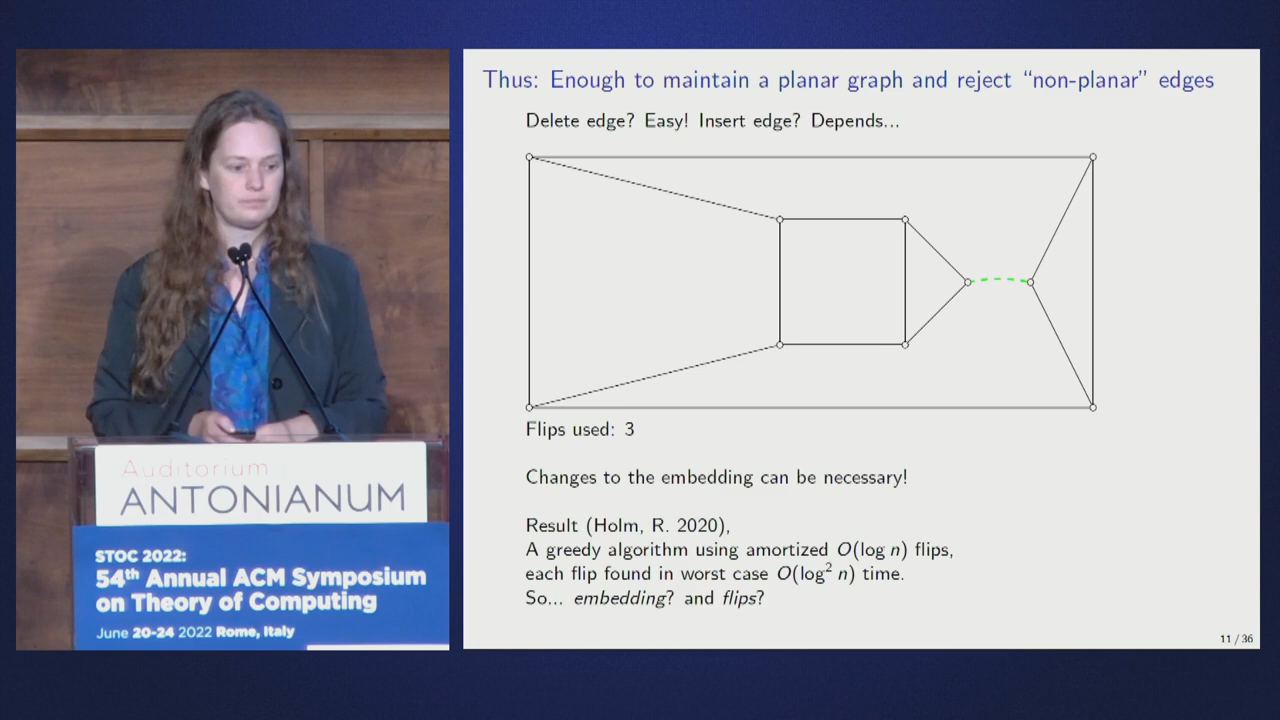 Auditorium
ANTONIANUM
STOC 2022:
54th Annual ACM Symposium
on Theory of Computing
June 20-24 2022 Rome, Italy
Thus: Enough to maintain a planar graph and reject “non-planar” edges
Delete edge? Easy! Insert edge? Depends...
Flips used: 3
Changes to the embedding can be necessary!
Result (Holm, R. 2020),
A greedy algorithm using amortized O(log n) flips,
each flip found in worst case O(log² n) time.
So... embedding? and flips?
11 / 36